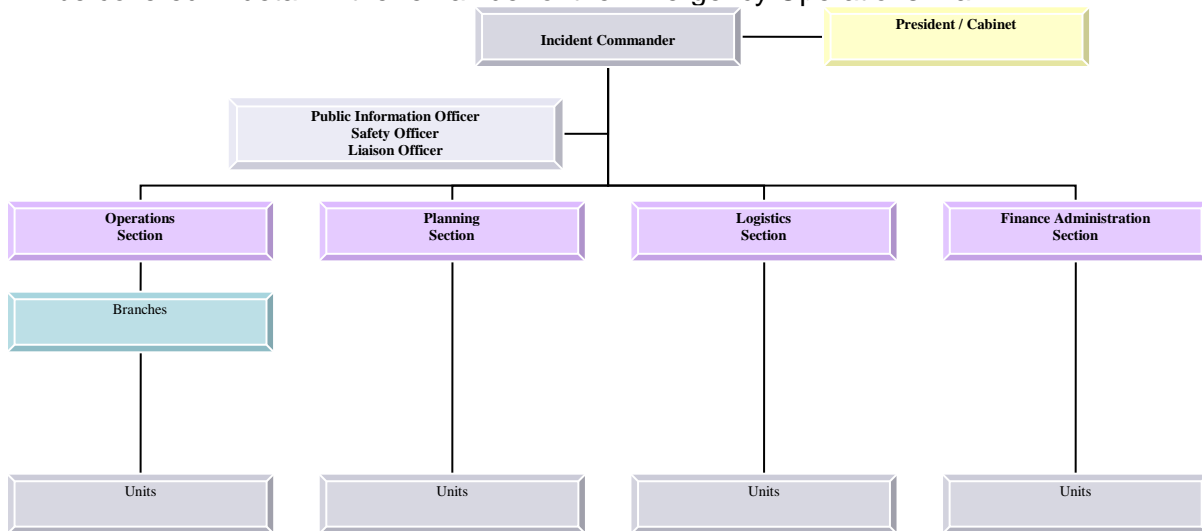 Incident Commander
President / Cabinet
Public Information Officer
Safety Officer
Liaison Officer
Operations
Section
Planning
Section
Logistics
Section
Finance Administration
Section
Branches
Units
Units
Units
Units